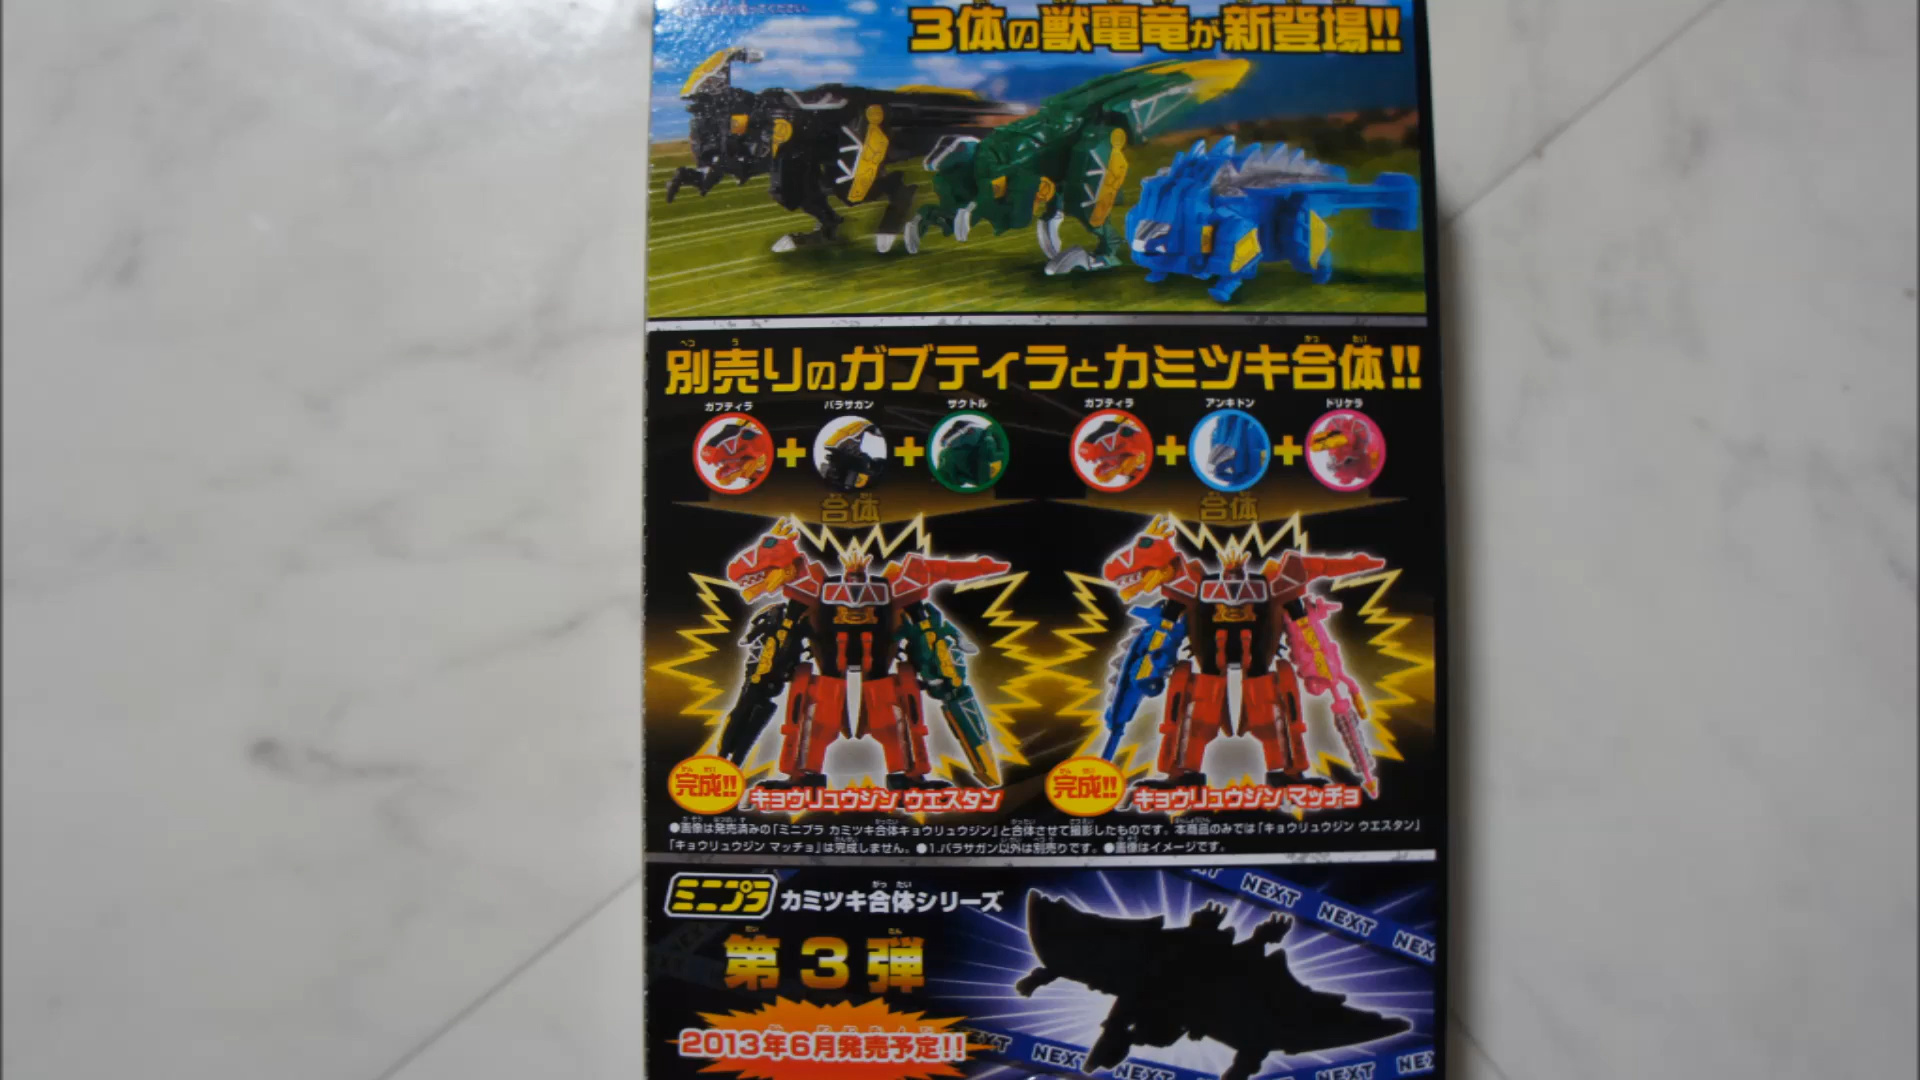 3体の獣電竜が新登場!!
別売りのガブティラとカミツキ合体!!
ガブティラ パラサガン ザクトル
合体
完成!!
キョウリュウジン ウエスタン
ガブティラ アンキドン ドリケラ
合体
完成!!
キョウリュウジン マッチョ
●画像は発売済みの「ミニプラ カミツキ合体キョウリュウジン」と合体させて撮影したものです。本商品のみでは「キョウリュウジン ウエスタン」
「キョウリュウジン マッチョ」は完成しません。●1.パラサガン以外は別売りです。●画像はイメージです。
ミニプラ カミツキ合体シリーズ
第3弾
2013年6月発売予定!!
NEXT NEXT NEX
NEXT NEXT NEXT NEXT NE